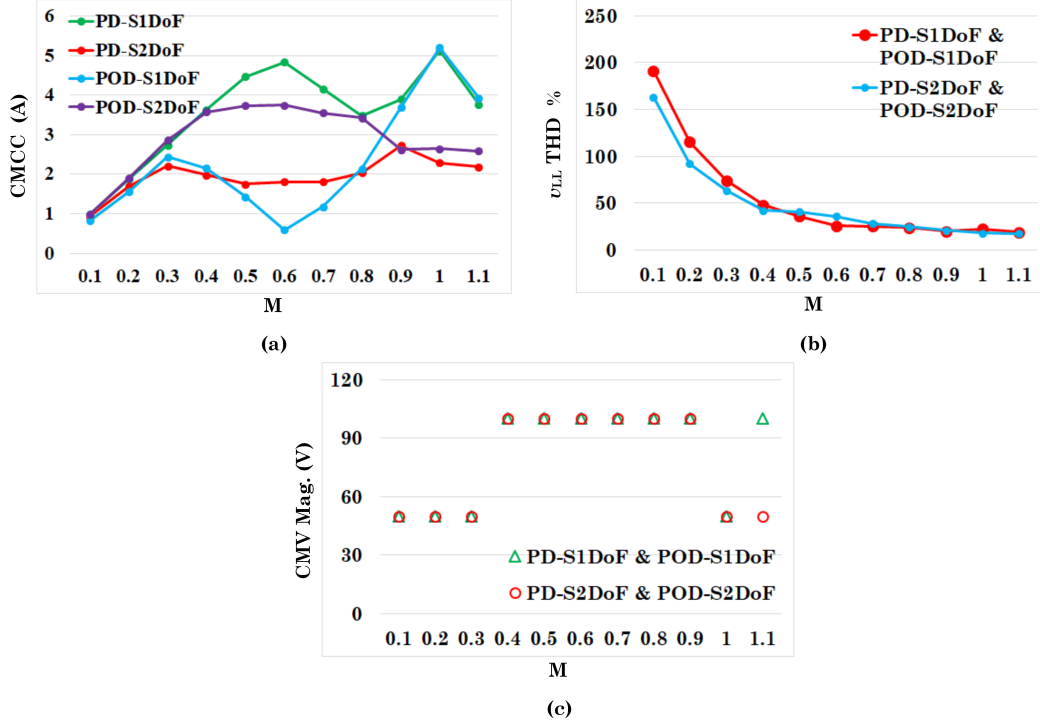 6
5
4
3
2
1
0
CMCC (A)
PD-S1DoF
PD-S2DoF
POD-S1DoF
POD-S2DoF
0.1 0.2 0.3 0.4 0.5 0.6 0.7 0.8 0.9 1 1.1
M
(a)
250
200
150
100
50
0
υLL THD %
PD-S1DoF &
POD-S1DoF
PD-S2DoF &
POD-S2DoF
0.1 0.2 0.3 0.4 0.5 0.6 0.7 0.8 0.9 1 1.1
M
(b)
120
90
60
30
0
CMV Mag. (V)
PD-S1DoF & POD-S1DoF
PD-S2DoF & POD-S2DoF
0.1 0.2 0.3 0.4 0.5 0.6 0.7 0.8 0.9 1 1.1
M
(c)